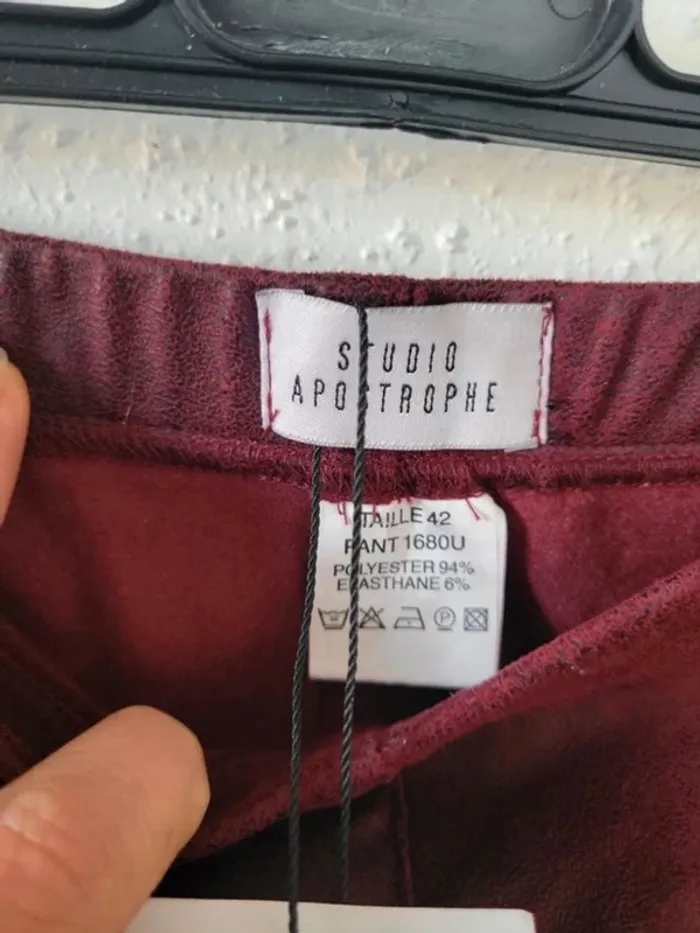 STUDIO
APOSTROPHE
TAILLE 42
PANT 1680U
POLYESTER 94%
ELASTHANE 6%
P